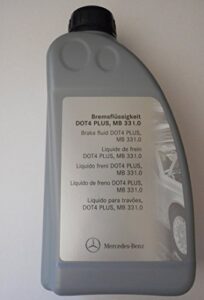 Bremsflüssigkeit
DOT4 PLUS, MB 331.0
Brake fluid DOT4 PLUS,
MB 331.0
Liquide de frein
DOT4 PLUS, MB 331.0
Liquido freni DOT4 PLUS,
MB 331.0
Líquido de freno DOT4 PLUS,
MB 331.0
Líquido para travões,
DOT4 PLUS, MB 331.0
Mercedes-Benz